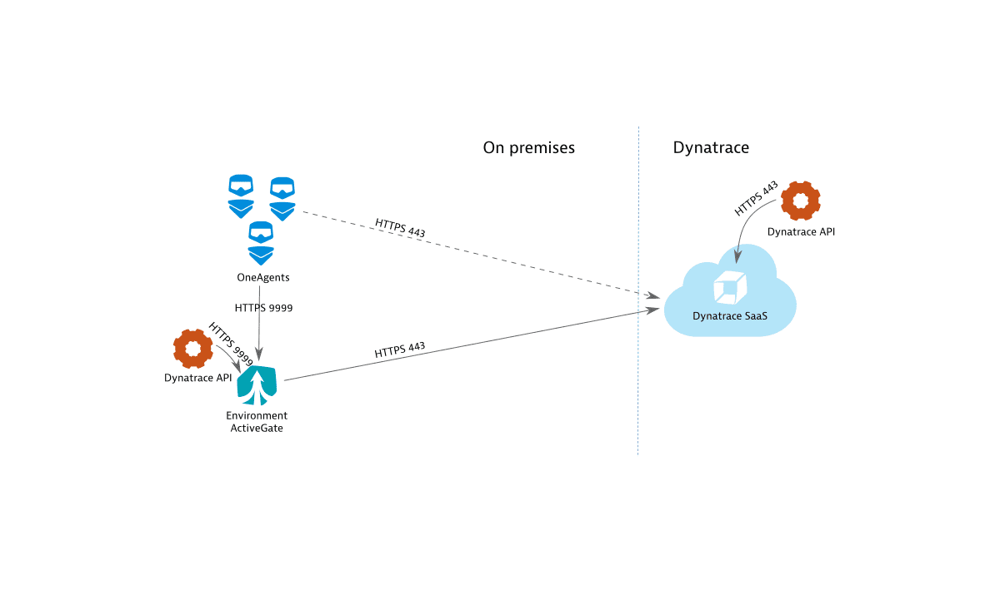 On premises
Dynatrace
HTTPS 443
Dynatrace API
HTTPS 443
OneAgents
HTTPS 9999
Dynatrace SaaS
HTTPS 9999
HTTPS 443
Dynatrace API
Environment
ActiveGate